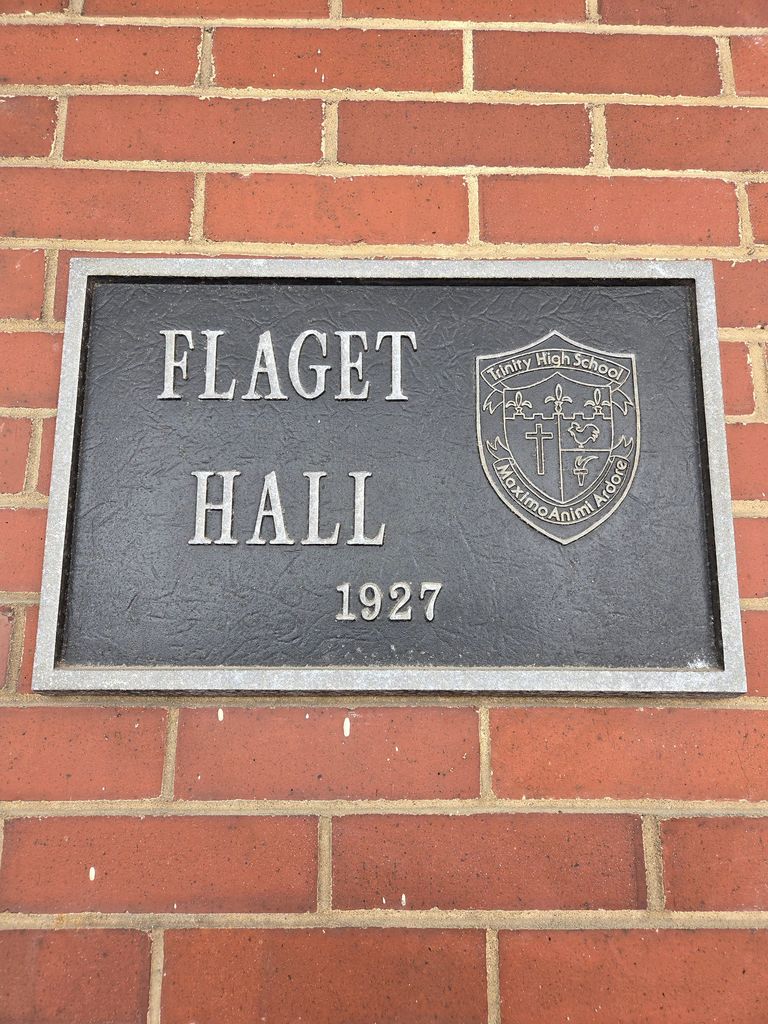 FLAGET
HALL
1927
Trinity High School
Maximo Animi Ardore